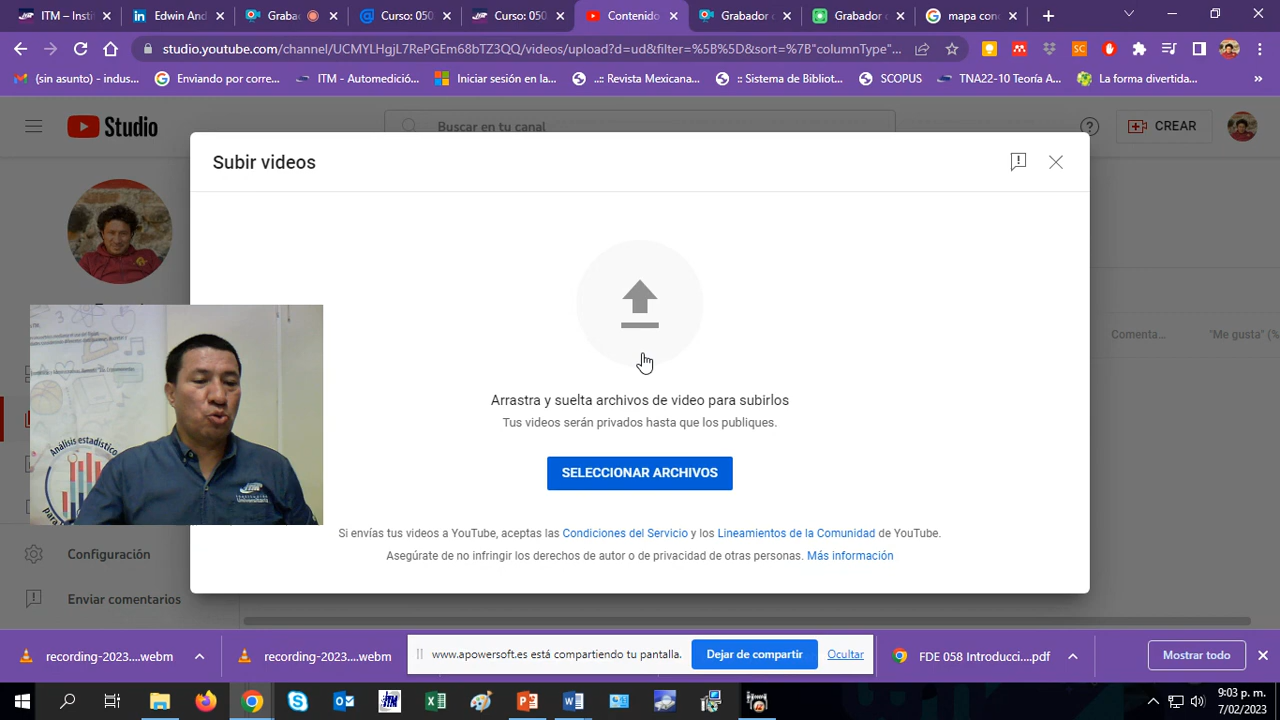 ITM – Insti
Edwin And
Graba
Curso: 050
Curso: 050.
Contenido
Grabador
Grabador
mapa con
studio.youtube.com/channel/UCMYLHgjL7RePGEm68bTZ3QQ/videos/upload?d=ud&filter=%5B%5D&sort=%7B"columnType"...
(sin asunto) - indus...
Enviando por corre...
ITM - Automedició...
Iniciar sesión en la...
..:: Revista Mexicana...
:: Sistema de Bibliot...
SCOPUS
TNA22-10 Teoría A...
La forma divertida...
»
Studio
Buscar en tu canal
CREAR
Subir videos
Comenta...
"Me gusta" (%
Arrastra y suelta archivos de video para subirlos
Tus videos serán privados hasta que los publiques.
Análisis estadístico
SELECCIONAR ARCHIVOS
Si envías tus videos a YouTube, aceptas las Condiciones del Servicio y los Lineamientos de la Comunidad de YouTube.
Asegúrate de no infringir los derechos de autor o de privacidad de otras personas. Más información
Configuración
Enviar comentarios
recording-2023....webm
recording-2023....webm
www.apowersoft.es está compartiendo tu pantalla.
Dejar de compartir
Ocultar
FDE 058 Introducci....pdf
Mostrar todo
9:03 p. m.
7/02/2023